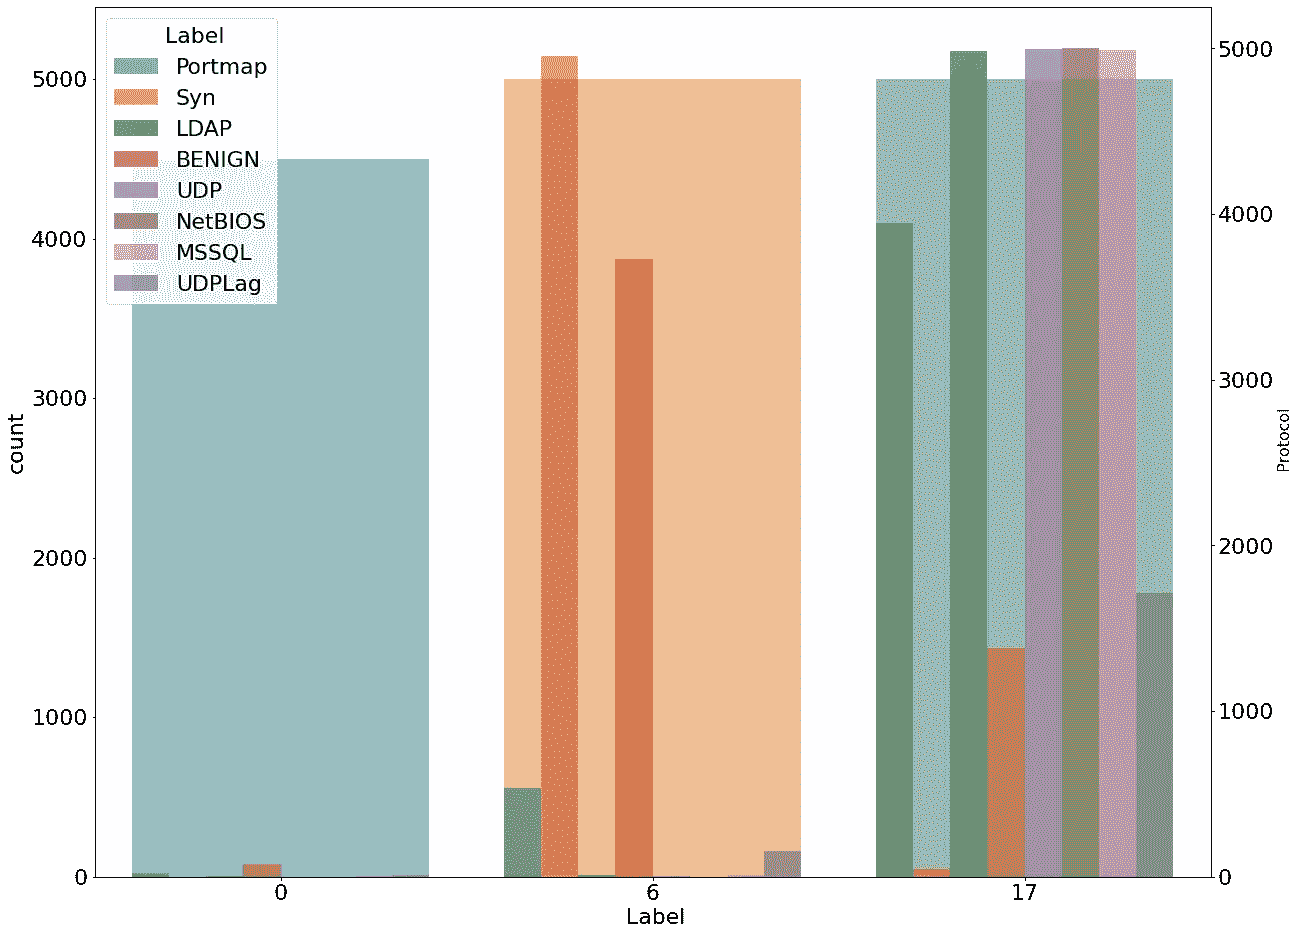 Label
Portmap
Syn
LDAP
BENIGN
UDP
NetBIOS
MSSQL
UDPLag
5000
4000
3000
2000
1000
0
count
0
6
17
Label
5000
4000
3000
2000
1000
0
Protocol